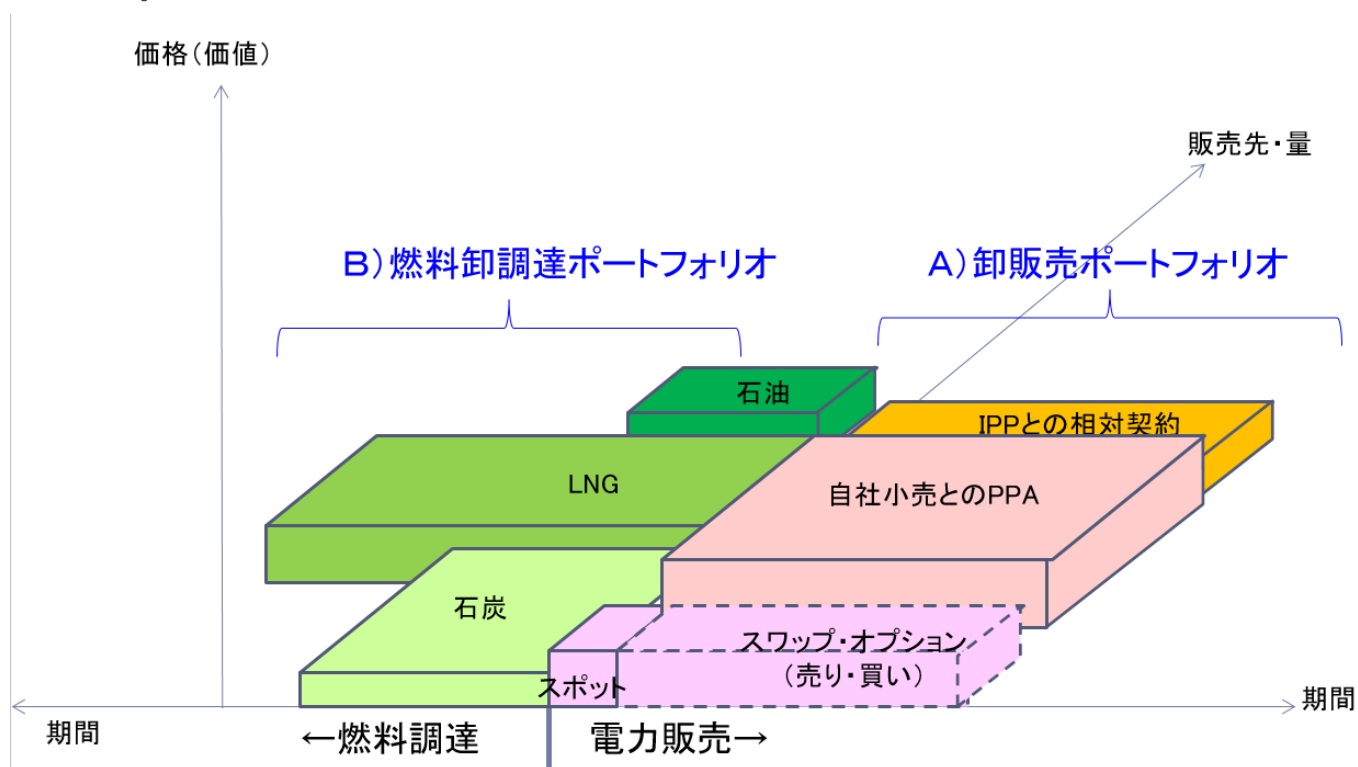 価格（価値）
販売先・量
B）燃料卸調達ポートフォリオ
A）卸販売ポートフォリオ
石油
IPPとの相対契約
LNG
自社小売とのPPA
石炭
スワップ・オプション
（売り・買い）
スポット
期間
期間
←燃料調達
電力販売→